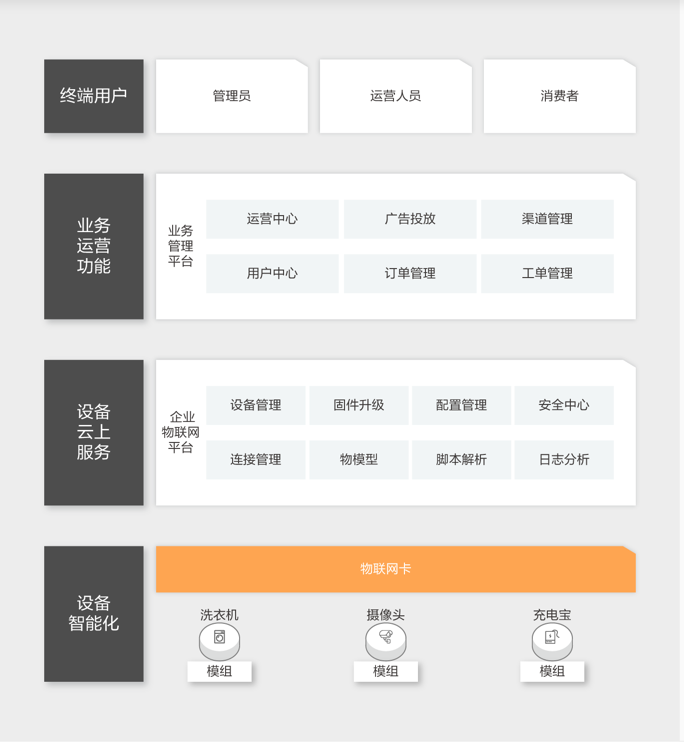 终端用户
管理员
运营人员
消费者
业务
运营
功能
业务
管理
平台
运营中心
广告投放
渠道管理
用户中心
订单管理
工单管理
设备
云上
服务
企业
物联网
平台
设备管理
固件升级
配置管理
安全中心
连接管理
物模型
脚本解析
日志分析
设备
智能化
物联网卡
洗衣机
摄像头
充电宝
模组
模组
模组